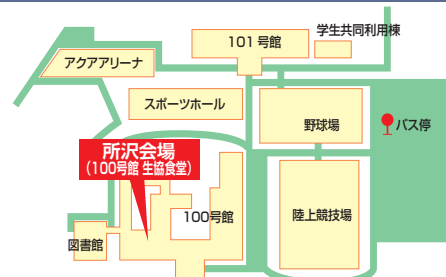 学生共同利用棟
101号館
アクアアリーナ
スポーツホール
野球場
バス停
所沢会場
(100号館 生協食堂)
100号館
陸上競技場
図書館